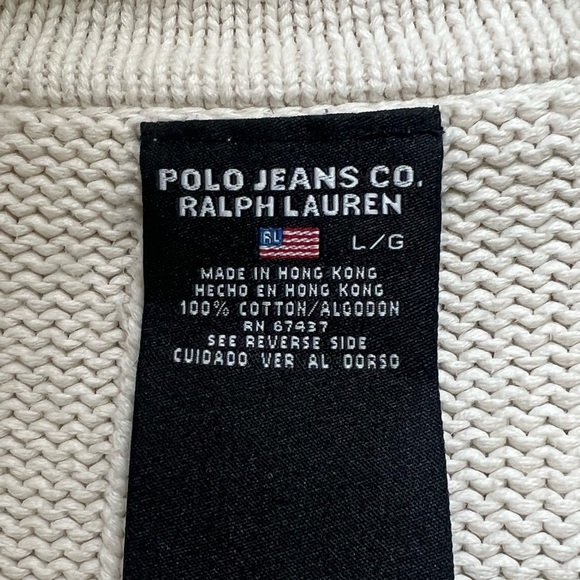 POLO JEANS CO.
RALPH LAUREN
RL L/G
MADE IN HONG KONG
HECHO EN HONG KONG
100% COTTON/ALGODON
RN 67437
SEE REVERSE SIDE
CUIDADO VER AL DORSO